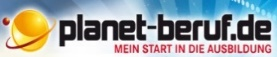 planet-beruf.de
MEIN START IN DIE AUSBILDUNG